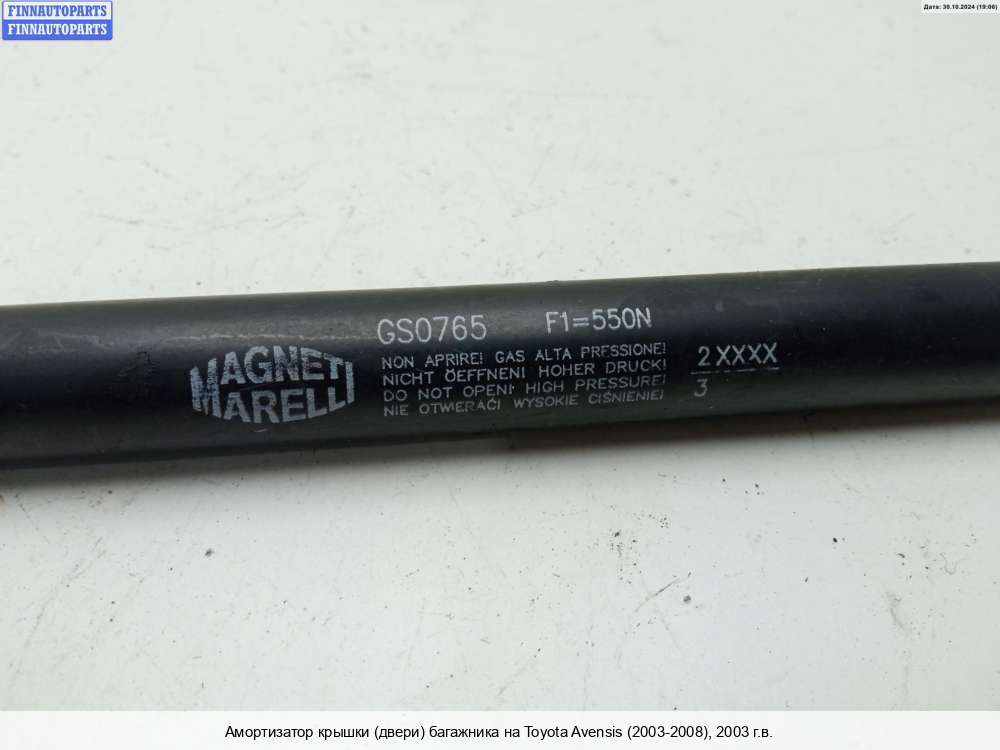 FINNAUTOPARTS
FINNAUTOPARTS
Дата: 30.10.2024 (19:06)
GS0765 F1=550N
MAGNETI
MARELLI
NON APRIRE! GAS ALTA PRESSIONE!
NICHT OEFFNEN! HOHER DRUCK!
DO NOT OPEN! HIGH PRESSURE!
NIE OTWIERAĆ! WYSOKIE CIŚNIENIE!
2XXXX
3
Амортизатор крышки (двери) багажника на Toyota Avensis (2003-2008), 2003 г.в.